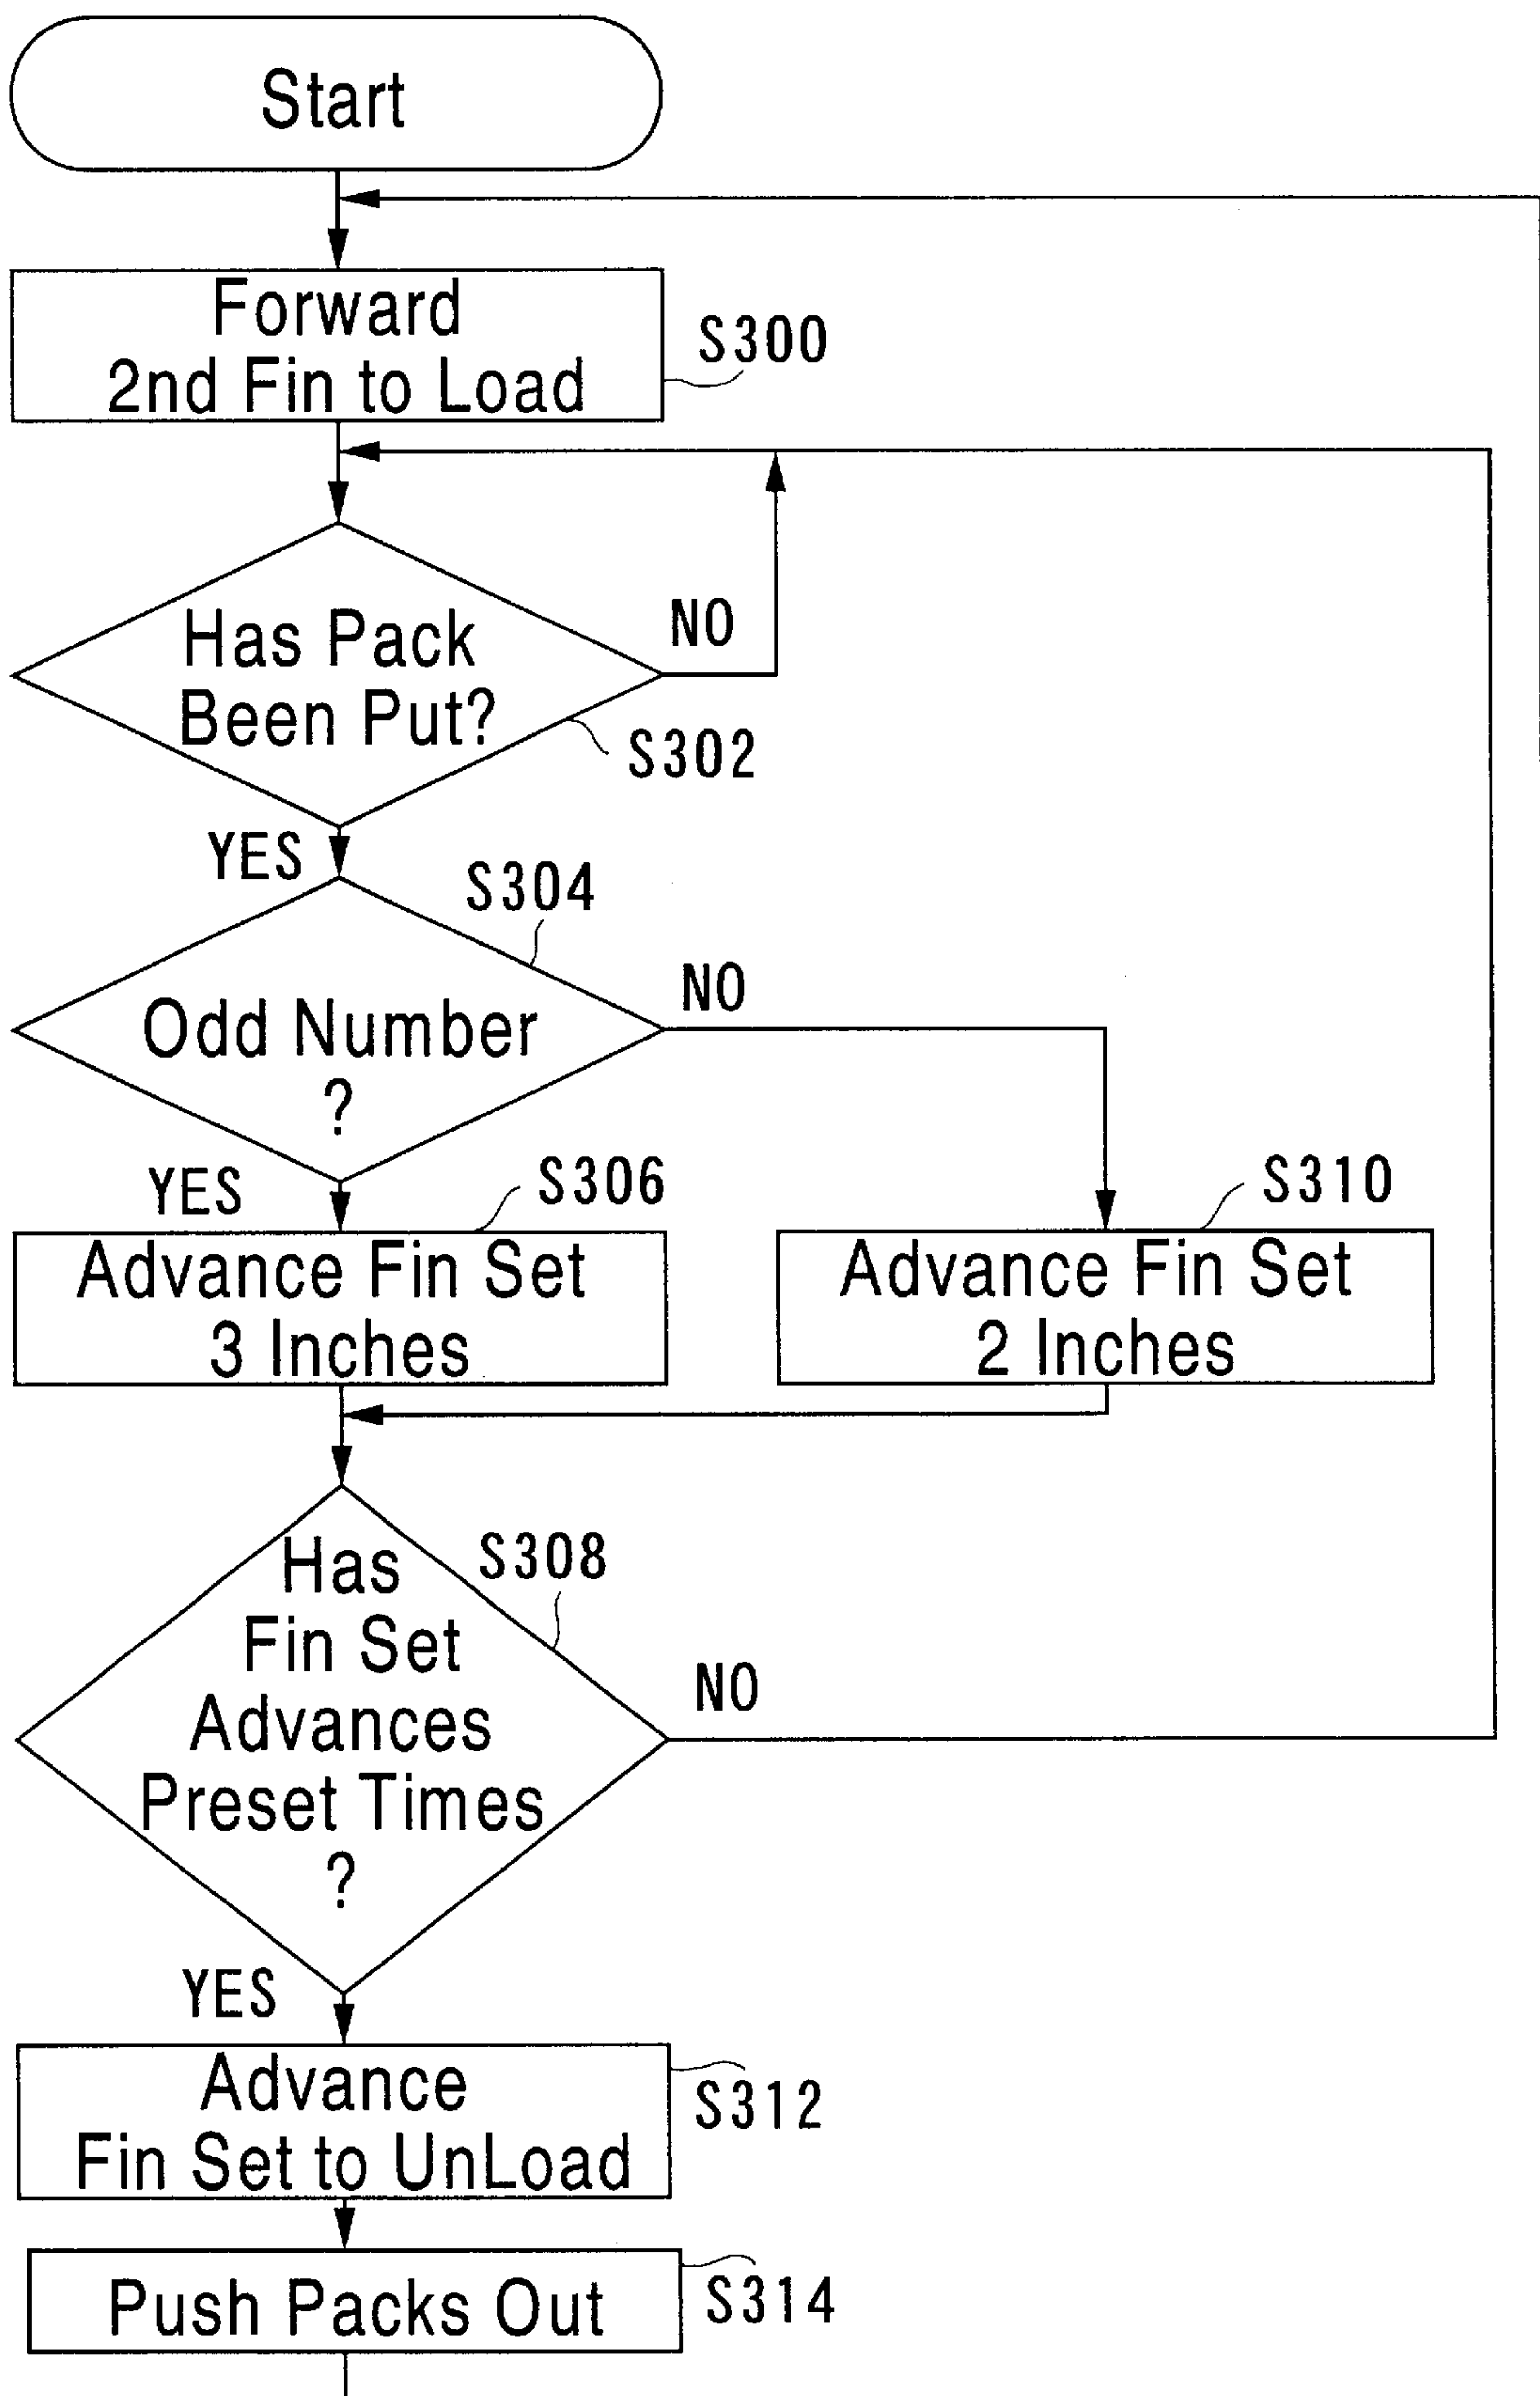 Start
Forward
2nd Fin to Load
S300
Has Pack
Been Put?
NO
S302
YES
S304
Odd Number
?
NO
YES
S306
S310
Advance Fin Set
3 Inches
Advance Fin Set
2 Inches
Has
Fin Set
Advances
Preset Times
?
S308
NO
YES
Advance
Fin Set to UnLoad
S312
Push Packs Out
S314